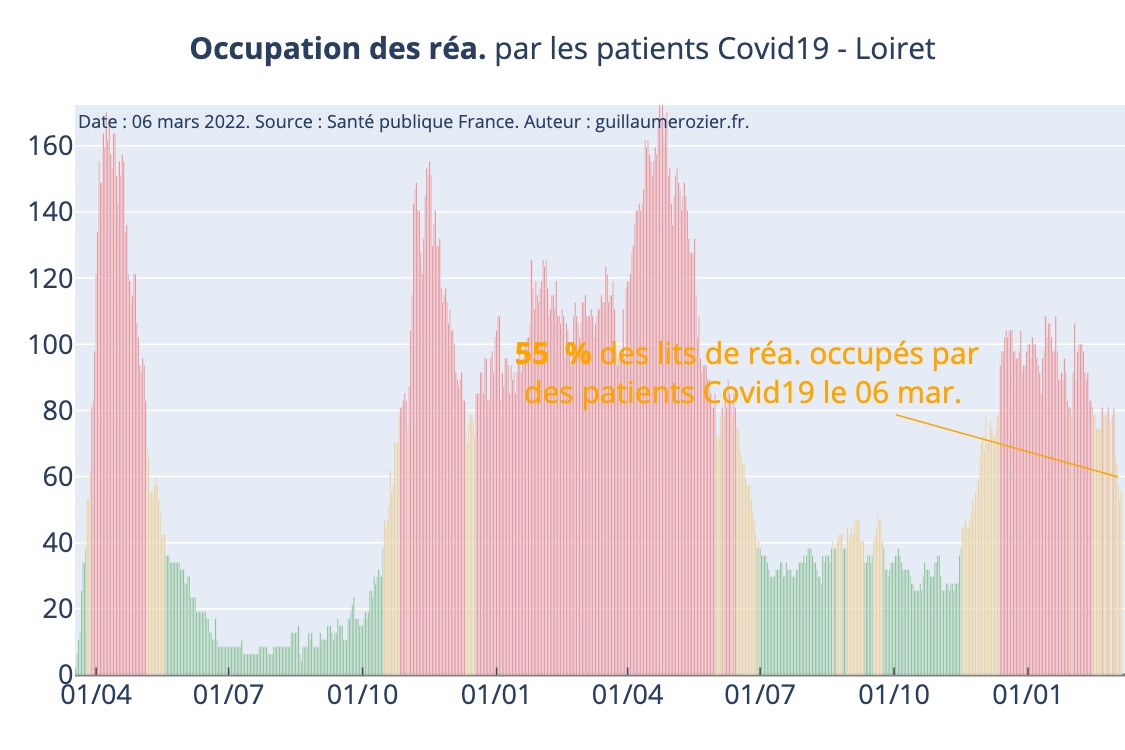 Occupation des réa. par les patients Covid19 - Loiret
Date : 06 mars 2022. Source : Santé publique France. Auteur : guillaumerozier.fr.
160
140
120
100
80
60
40
20
0
55 % des lits de réa. occupés par
des patients Covid19 le 06 mar.
01/04 01/07 01/10 01/01 01/04 01/07 01/10 01/01